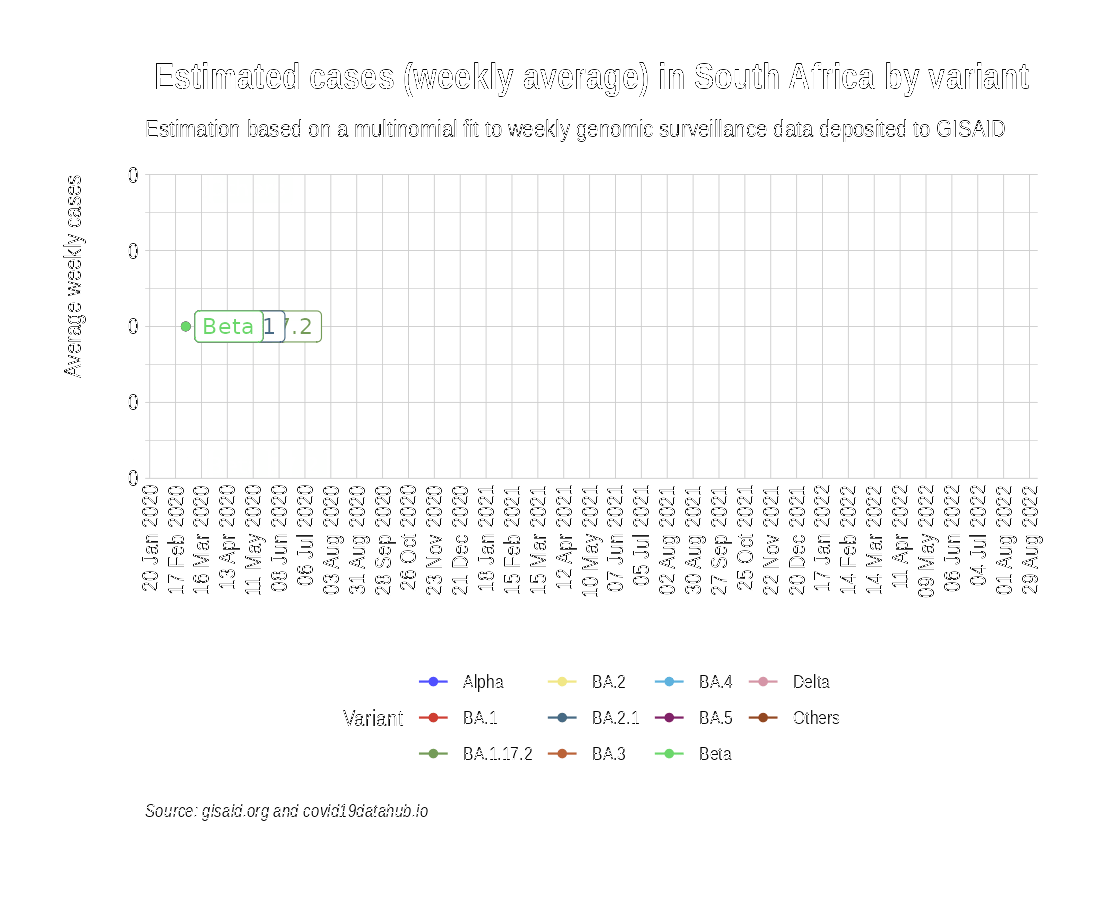 Estimated cases (weekly average) in South Africa by variant
Estimation based on a multinomial fit to weekly genomic surveillance data deposited to GISAID
Average weekly cases
0
0
0
0
0
Beta
1
7.2
20 Jan 2020
17 Feb 2020
16 Mar 2020
13 Apr 2020
11 May 2020
08 Jun 2020
06 Jul 2020
03 Aug 2020
31 Aug 2020
28 Sep 2020
26 Oct 2020
23 Nov 2020
21 Dec 2020
18 Jan 2021
15 Feb 2021
15 Mar 2021
12 Apr 2021
10 May 2021
07 Jun 2021
05 Jul 2021
02 Aug 2021
30 Aug 2021
27 Sep 2021
25 Oct 2021
22 Nov 2021
20 Dec 2021
17 Jan 2022
14 Feb 2022
14 Mar 2022
11 Apr 2022
09 May 2022
06 Jun 2022
04 Jul 2022
01 Aug 2022
29 Aug 2022
Variant
Alpha
BA.1
BA.1.17.2
BA.2
BA.2.1
BA.3
BA.4
BA.5
Beta
Delta
Others
Source: gisaid.org and covid19datahub.io